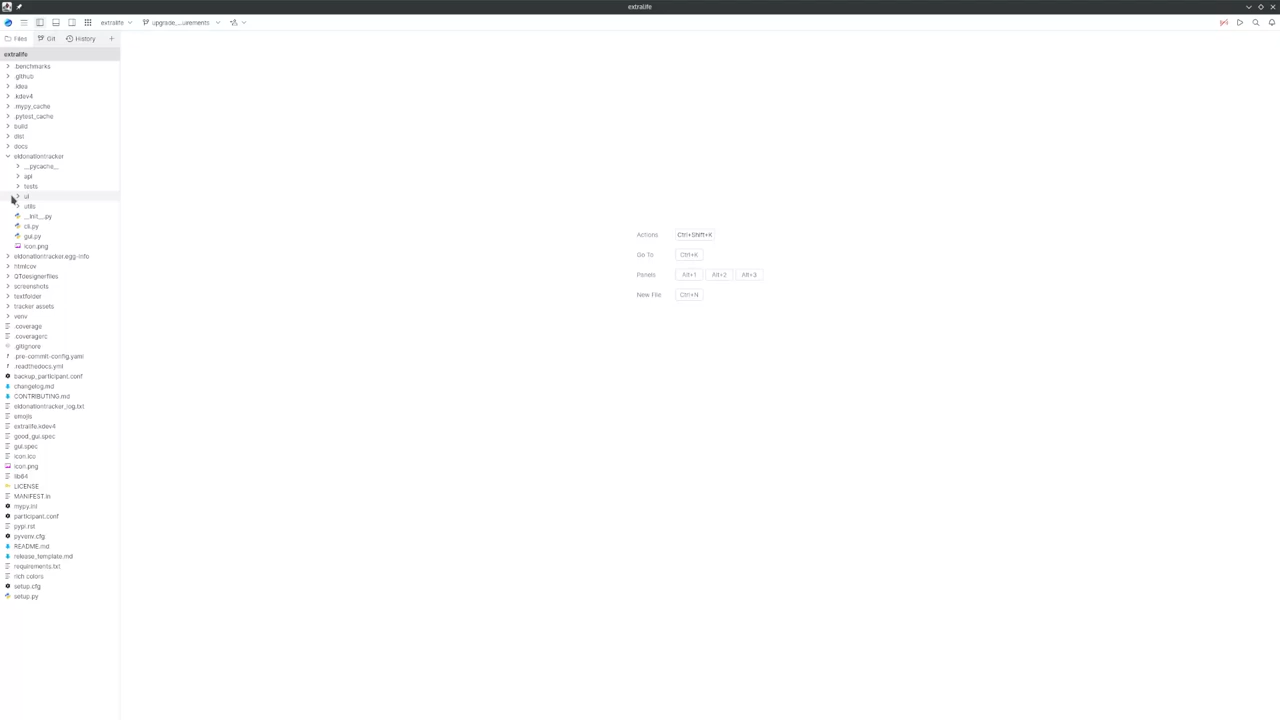 extralife
extralife
upgrade_...uirements
Files
Git
History
extralife
.benchmarks
.github
.idea
.kdev4
.mypy_cache
.pytest_cache
build
dist
docs
eldonationtracker
__pycache__
api
tests
ui
utils
__init__.py
cli.py
gui.py
icon.png
eldonationtracker.egg-info
htmlcov
QTdesignerfiles
screenshots
textfolder
tracker assets
venv
.coverage
.coveragerc
.gitignore
.pre-commit-config.yaml
.readthedocs.yml
backup_participant.conf
changelog.md
CONTRIBUTING.md
eldonationtracker_log.txt
emojis
extralife.kdev4
good_gui.spec
gui.spec
icon.ico
icon.png
lib64
LICENSE
MANIFEST.in
mypy.ini
participant.conf
pypi.rst
pyvenv.cfg
README.md
release_template.md
requirements.txt
rich colors
setup.cfg
setup.py
Actions Ctrl+Shift+K
Go To Ctrl+K
Panels Alt+1 Alt+2 Alt+3
New File Ctrl+N